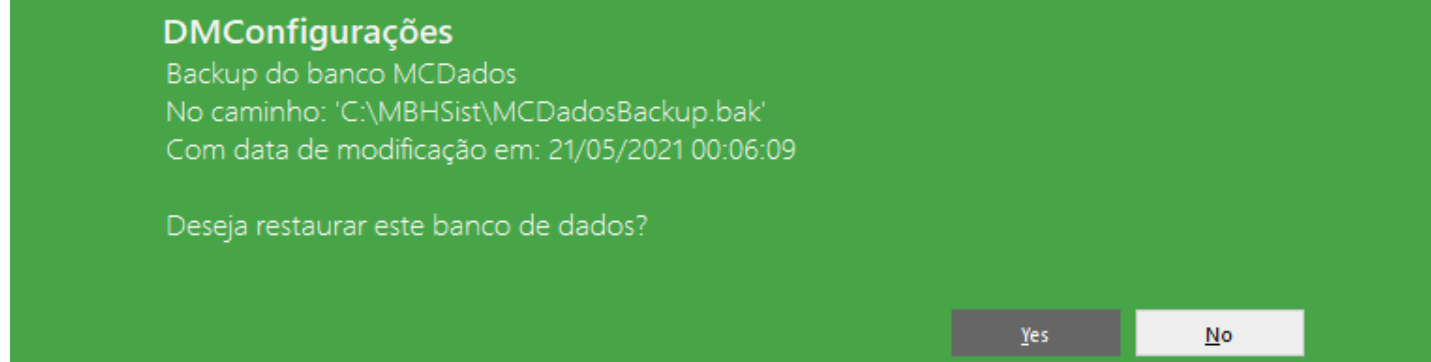 DMConfigurações
Backup do banco MCDados
No caminho: 'C:\MBHSist\MCDadosBackup.bak'
Com data de modificação em: 21/05/2021 00:06:09
Deseja restaurar este banco de dados?
Yes No